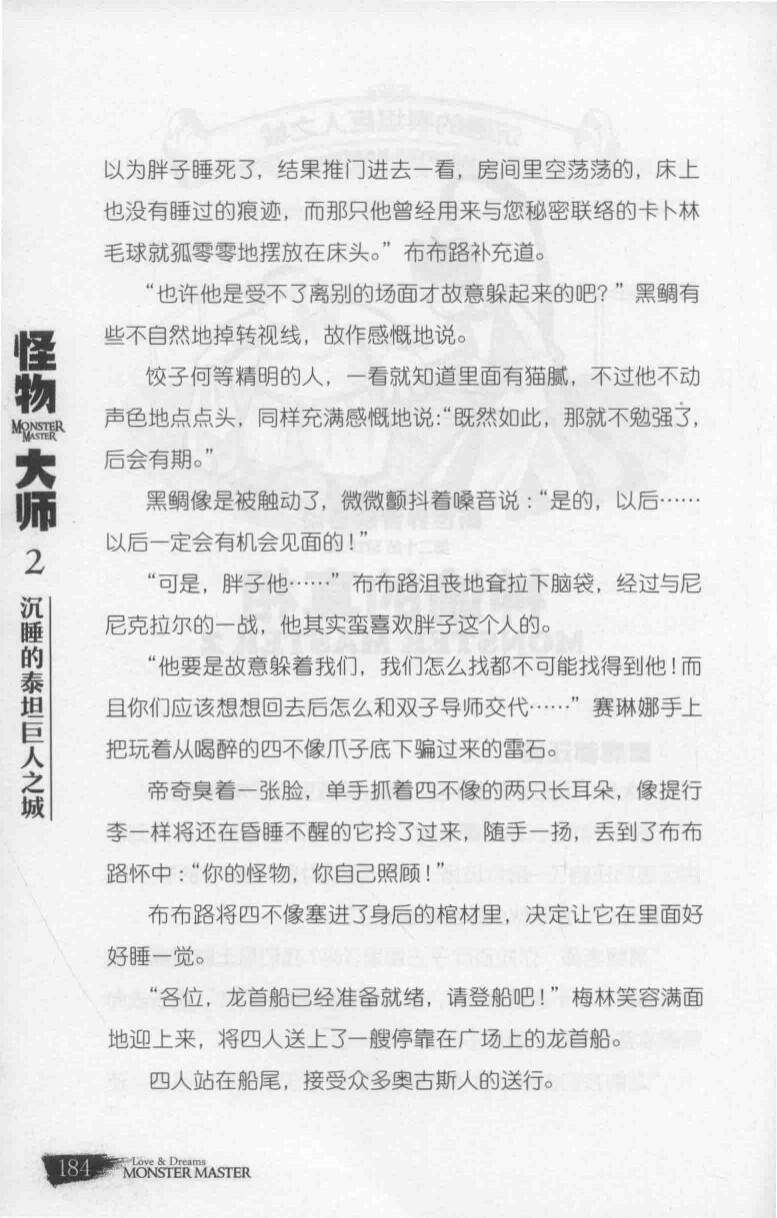 以为胖子睡死了，结果推门进去一看，房间里空荡荡的，床上
也没有睡过的痕迹，而那只他曾经用来与您秘密联络的卡卜林
毛球就孤零零地摆放在床头。”布布路补充道。
“也许他是受不了离别的场面才故意躲起来的吧？”黑鲷有
些不自然地掉转视线，故作感慨地说。
饺子何等精明的人，一看就知道里面有猫腻，不过他不动
声色地点点头，同样充满感慨地说：“既然如此，那就不勉强了，
后会有期。”
黑鲷像是被触动了，微微颤抖着嗓音说：“是的，以后……
以后一定会有机会见面的！”
“可是，胖子他……”布布路沮丧地耷拉下脑袋，经过与尼
尼克拉尔的一战，他其实蛮喜欢胖子这个人的。
“他要是故意躲着我们，我们怎么找都不可能找得到他！而
且你们应该想想回去后怎么和双子导师交代……”赛琳娜手上
把玩着从喝醉的四不像爪子底下骗过来的雷石。
帝奇臭着一张脸，单手抓着四不像的两只长耳朵，像提行
李一样将还在昏睡不醒的它拎了过来，随手一扬，丢到了布布
路怀中：“你的怪物，你自己照顾！”
布布路将四不像塞进了身后的棺材里，决定让它在里面好
好睡一觉。
“各位，龙首船已经准备就绪，请登船吧！”梅林笑容满面
地迎上来，将四人送上了一艘停靠在广场上的龙首船。
四人站在船尾，接受众多奥古斯人的送行。
怪物
MONSTER
MASTER
大师
2
沉睡的泰坦巨人之城
184
Love & Dreams
MONSTER MASTER